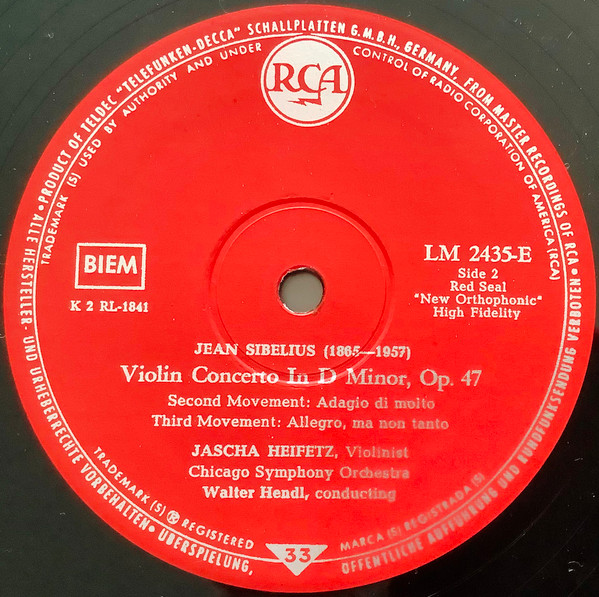 PRODUCT OF TELDEC "TELEFUNKEN-DECCA" SCHALLPLATTEN G.M.B.H., GERMANY, FROM MASTER RECORDINGS OF RCA •
TRADEMARK (S) USED BY AUTHORITY AND UNDER CONTROL OF RADIO CORPORATION OF AMERICA (RCA)
RCA
BIEM
K 2 RL-1841
LM 2435-E
Side 2
Red Seal
"New Orthophonic"
High Fidelity
JEAN SIBELIUS (1865—1957)
Violin Concerto In D Minor, Op. 47
Second Movement: Adagio di molto
Third Movement: Allegro, ma non tanto
JASCHA HEIFETZ, Violinist
Chicago Symphony Orchestra
Walter Hendl, conducting
TRADEMARK (S) ® REGISTERED
MARCA (S) REGISTRADA (S)
33
• ALLE HERSTELLER- UND URHEBERRECHTE VORBEHALTEN • ÜBERSPIELUNG, ÖFFENTLICHE AUFFÜHRUNG UND RUNDFUNKSENDUNG VERBOTEN